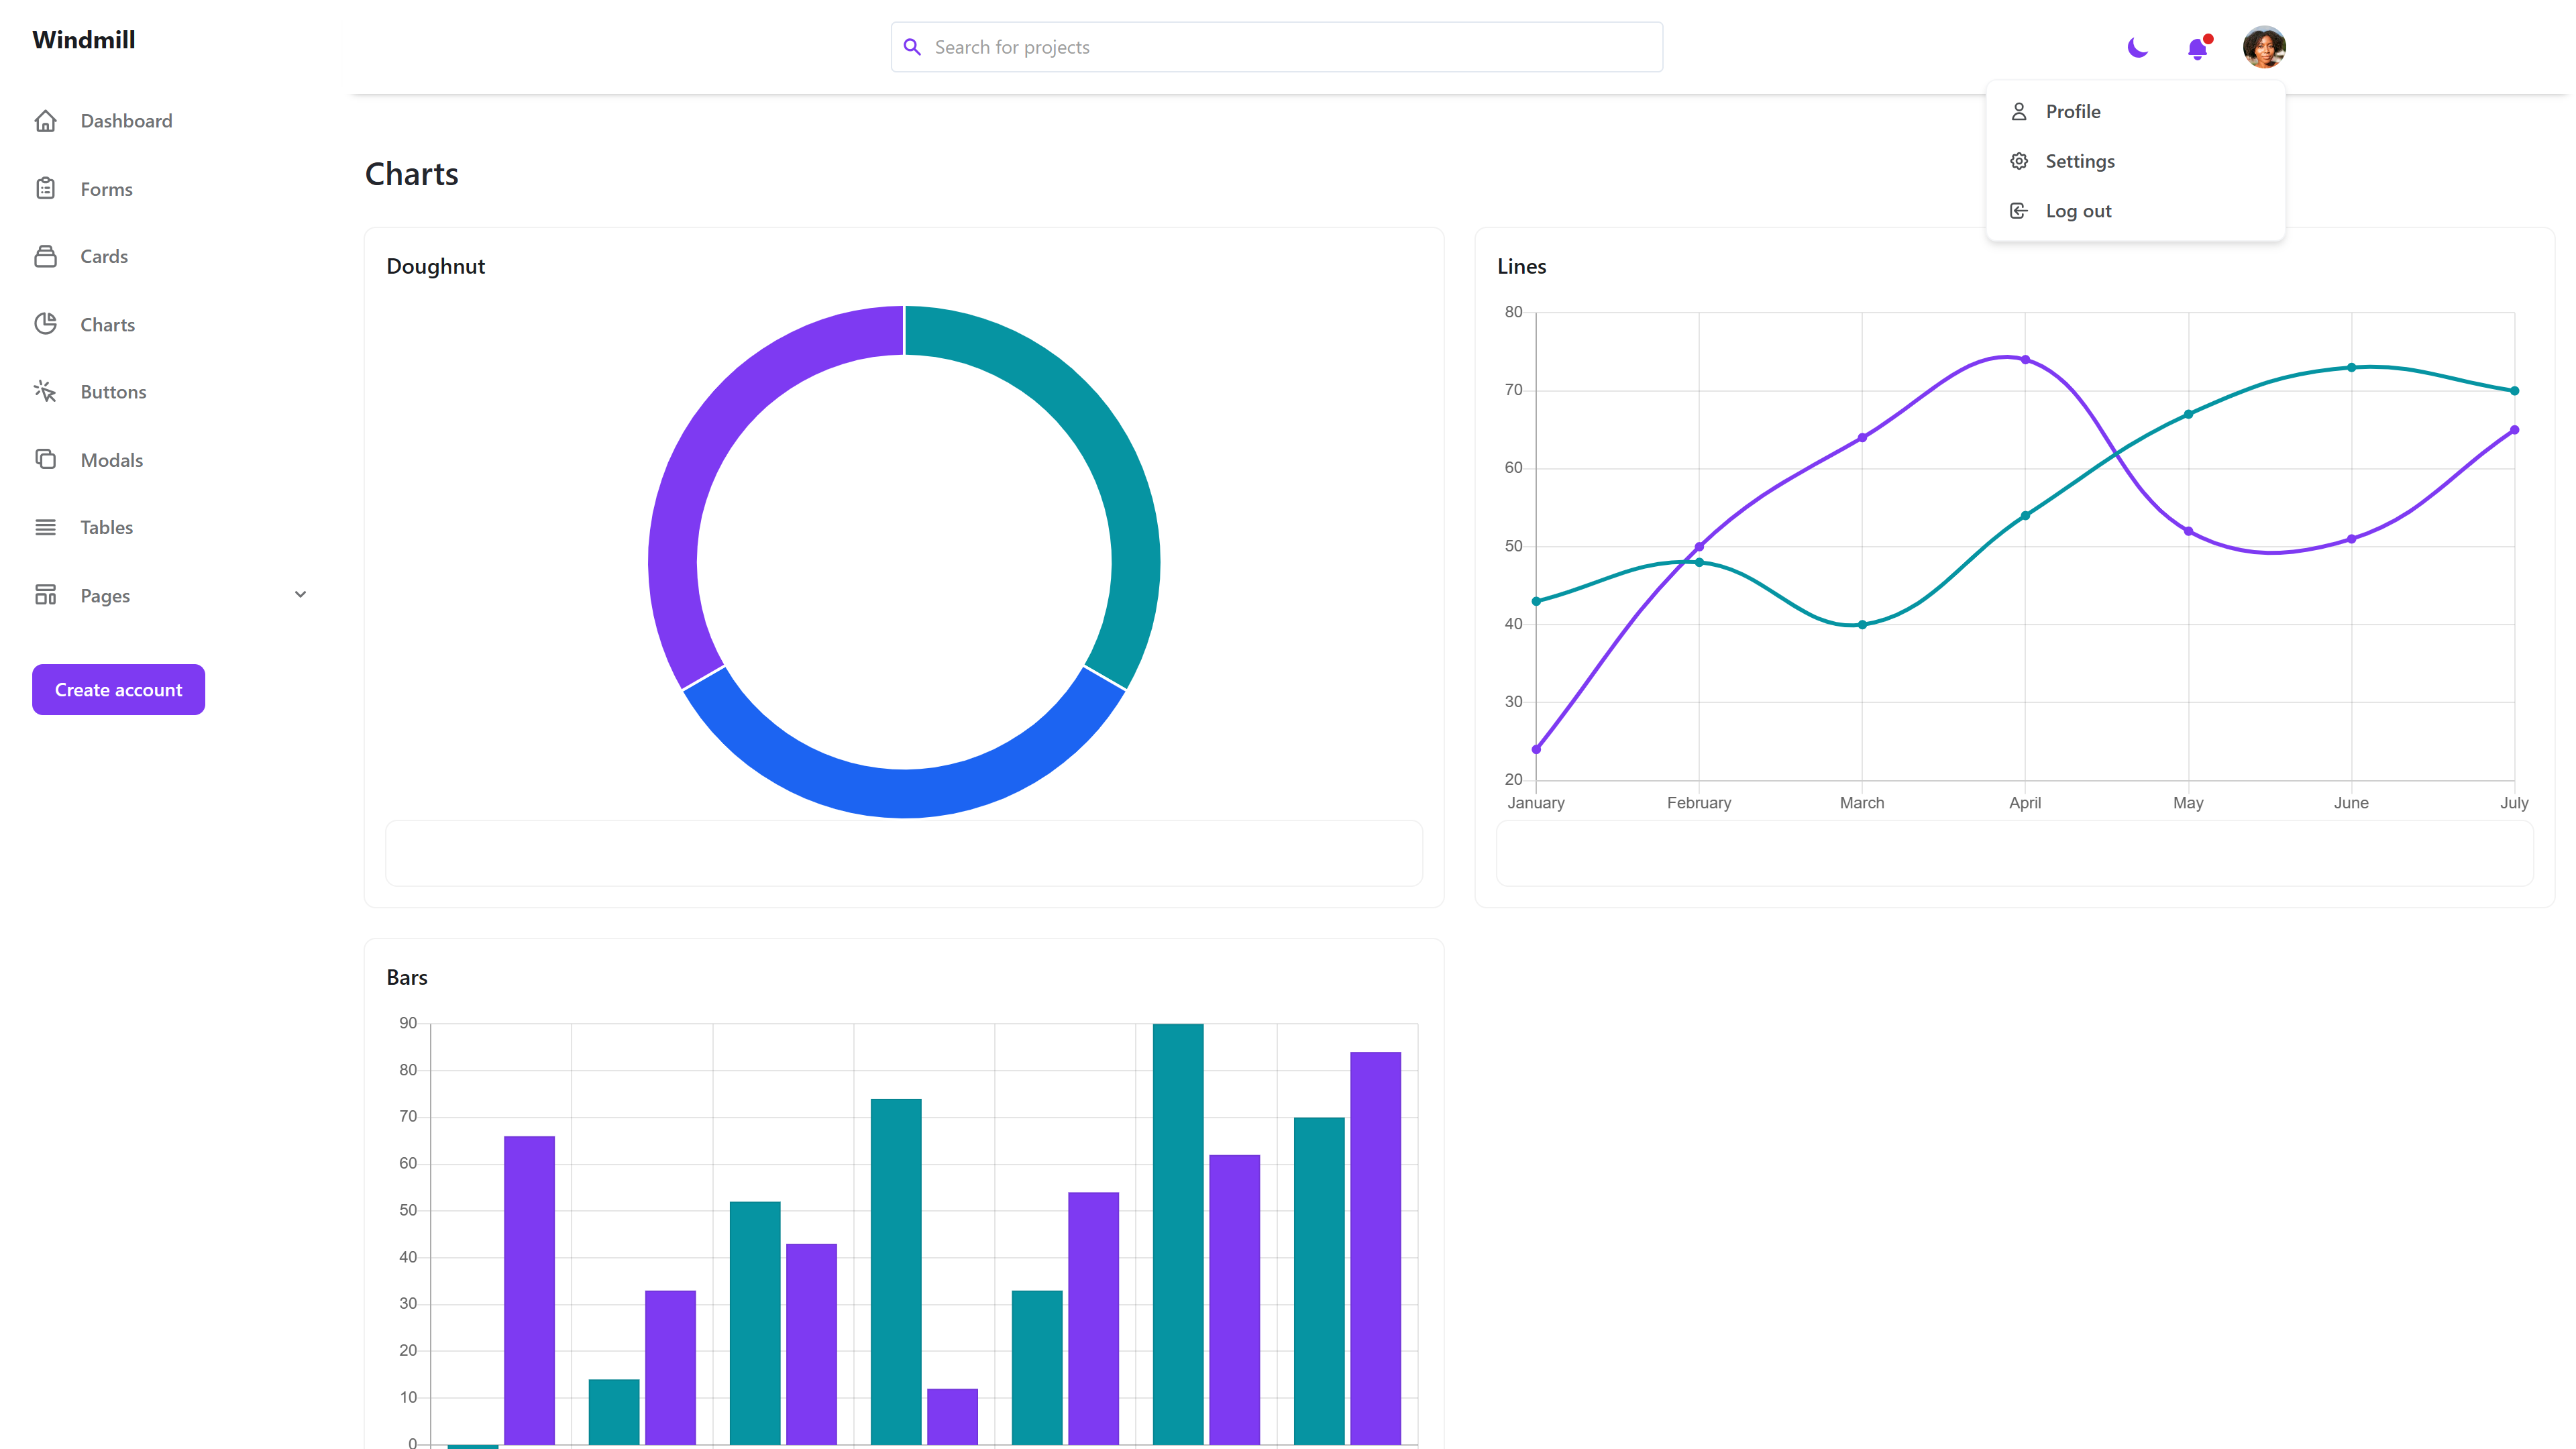 Windmill
Search for projects
Profile
Settings
Log out
Dashboard
Forms
Cards
Charts
Buttons
Modals
Tables
Pages
Create account
Charts
Doughnut
Lines
80
70
60
50
40
30
20
January February March April May June July
Bars
90
80
70
60
50
40
30
20
10
0